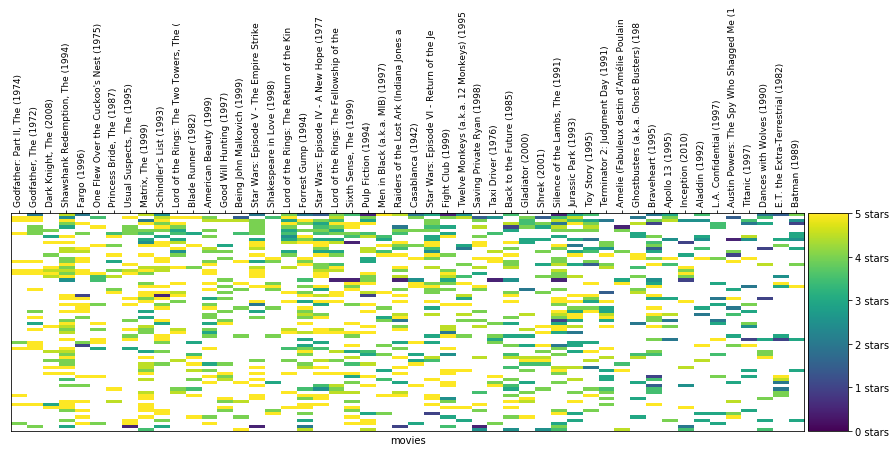 Godfather: Part II, The (1974)
Godfather, The (1972)
Dark Knight, The (2008)
Shawshank Redemption, The (1994)
Fargo (1996)
One Flew Over the Cuckoo's Nest (1975)
Princess Bride, The (1987)
Usual Suspects, The (1995)
Matrix, The (1999)
Schindler's List (1993)
Lord of the Rings: The Two Towers, The (
Blade Runner (1982)
American Beauty (1999)
Good Will Hunting (1997)
Being John Malkovich (1999)
Star Wars: Episode V - The Empire Strike
Shakespeare in Love (1998)
Lord of the Rings: The Return of the Kin
Forrest Gump (1994)
Star Wars: Episode IV - A New Hope (1977
Lord of the Rings: The Fellowship of the
Sixth Sense, The (1999)
Pulp Fiction (1994)
Men in Black (a.k.a. MIB) (1997)
Raiders of the Lost Ark (Indiana Jones a
Casablanca (1942)
Star Wars: Episode VI - Return of the Je
Fight Club (1999)
Twelve Monkeys (a.k.a. 12 Monkeys) (1995
Saving Private Ryan (1998)
Taxi Driver (1976)
Back to the Future (1985)
Gladiator (2000)
Shrek (2001)
Silence of the Lambs, The (1991)
Jurassic Park (1993)
Toy Story (1995)
Terminator 2: Judgment Day (1991)
Amelie (Fabuleux destin d'Amélie Poulain
Ghostbusters (a.k.a. Ghost Busters) (198
Braveheart (1995)
Apollo 13 (1995)
Inception (2010)
Aladdin (1992)
L.A. Confidential (1997)
Austin Powers: The Spy Who Shagged Me (1
Titanic (1997)
Dances with Wolves (1990)
E.T. the Extra-Terrestrial (1982)
Batman (1989)
5 stars
4 stars
3 stars
2 stars
1 stars
0 stars
movies